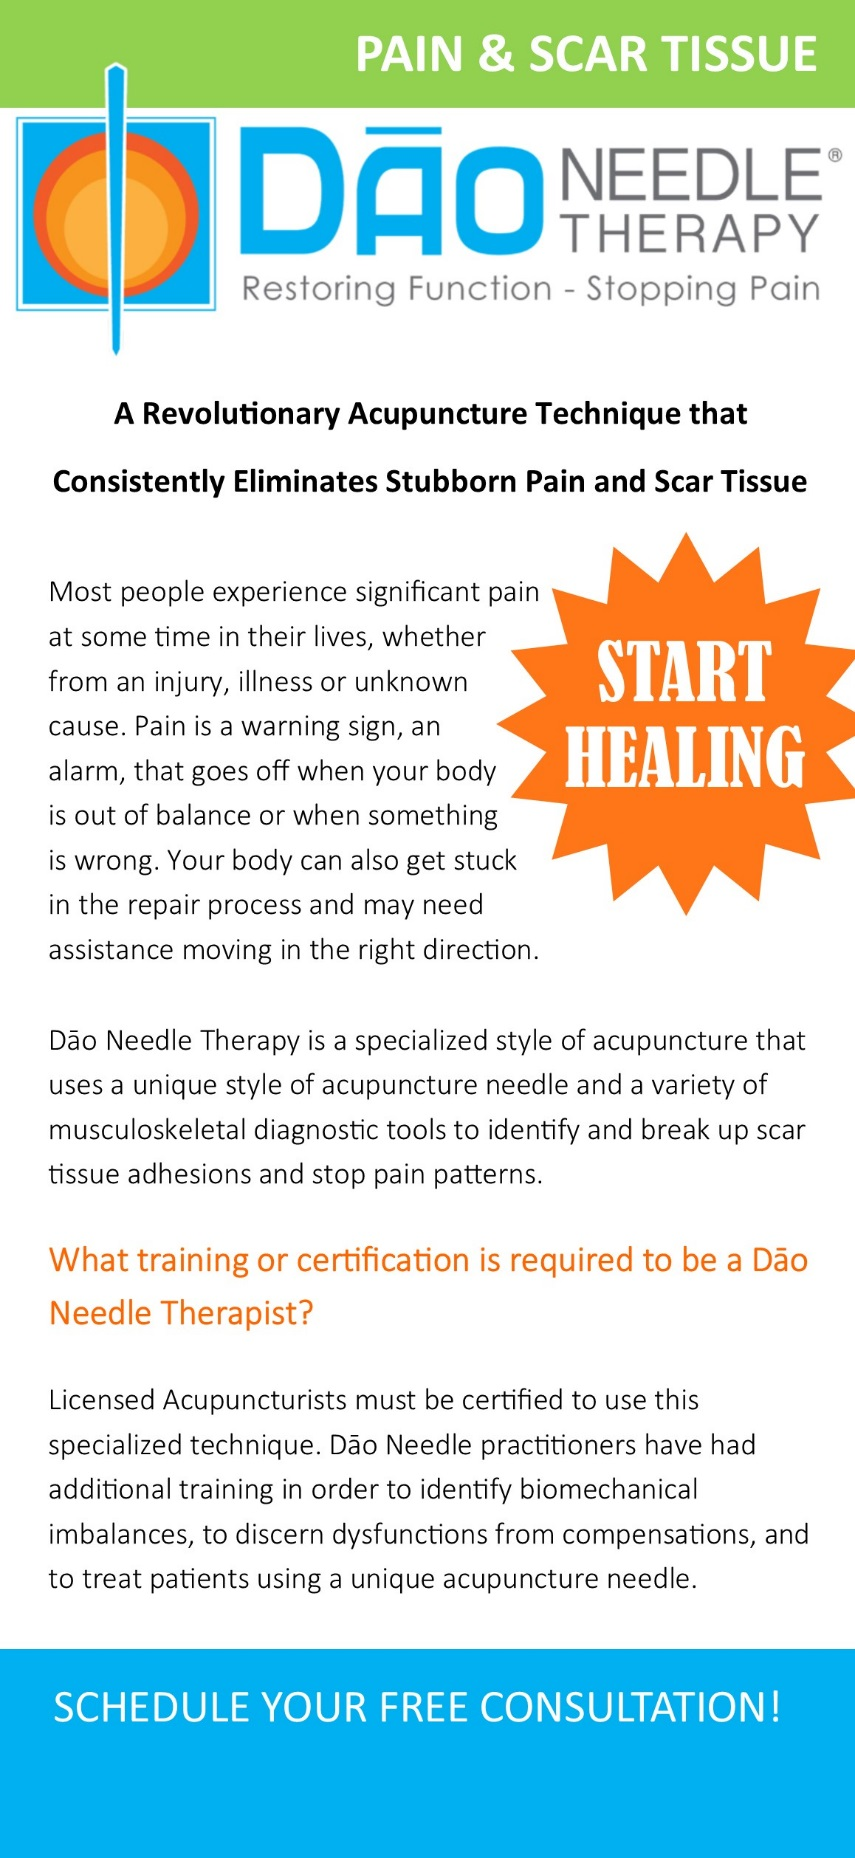 PAIN & SCAR TISSUE
DĀO NEEDLE THERAPY®
Restoring Function - Stopping Pain
A Revolutionary Acupuncture Technique that
Consistently Eliminates Stubborn Pain and Scar Tissue
Most people experience significant pain
at some time in their lives, whether
from an injury, illness or unknown
cause. Pain is a warning sign, an
alarm, that goes off when your body
is out of balance or when something
is wrong. Your body can also get stuck
in the repair process and may need
assistance moving in the right direction.
START
HEALING
Dāo Needle Therapy is a specialized style of acupuncture that
uses a unique style of acupuncture needle and a variety of
musculoskeletal diagnostic tools to identify and break up scar
tissue adhesions and stop pain patterns.
What training or certification is required to be a Dāo
Needle Therapist?
Licensed Acupuncturists must be certified to use this
specialized technique. Dāo Needle practitioners have had
additional training in order to identify biomechanical
imbalances, to discern dysfunctions from compensations, and
to treat patients using a unique acupuncture needle.
SCHEDULE YOUR FREE CONSULTATION!